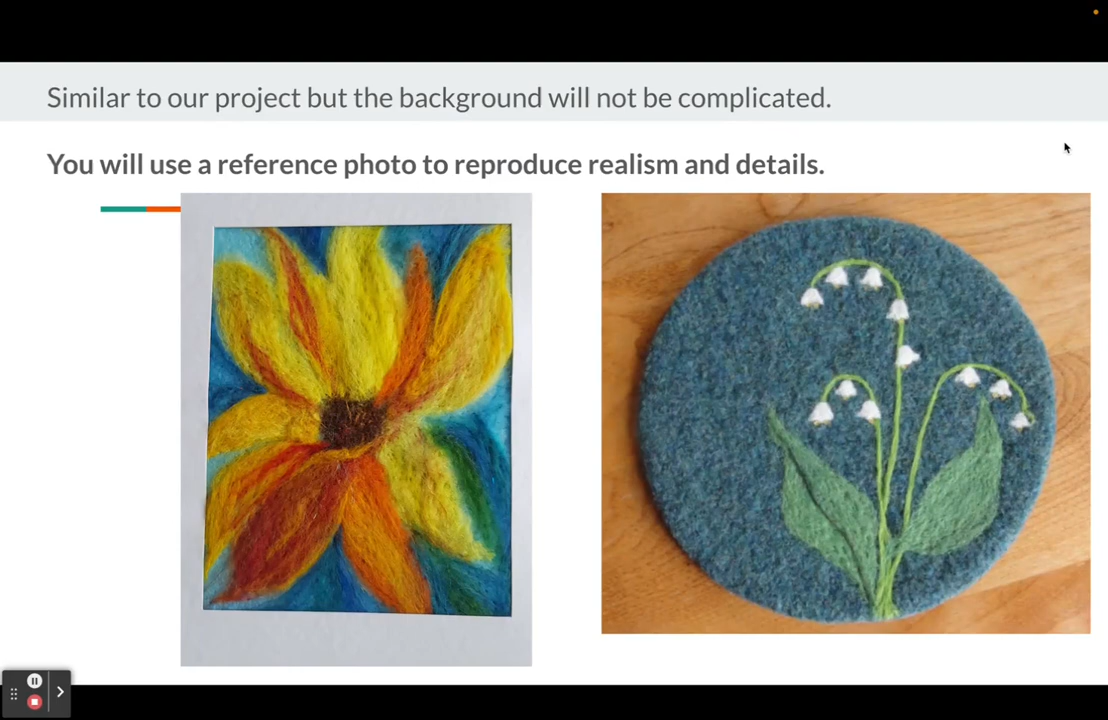 Similar to our project but the background will not be complicated.
You will use a reference photo to reproduce realism and details.